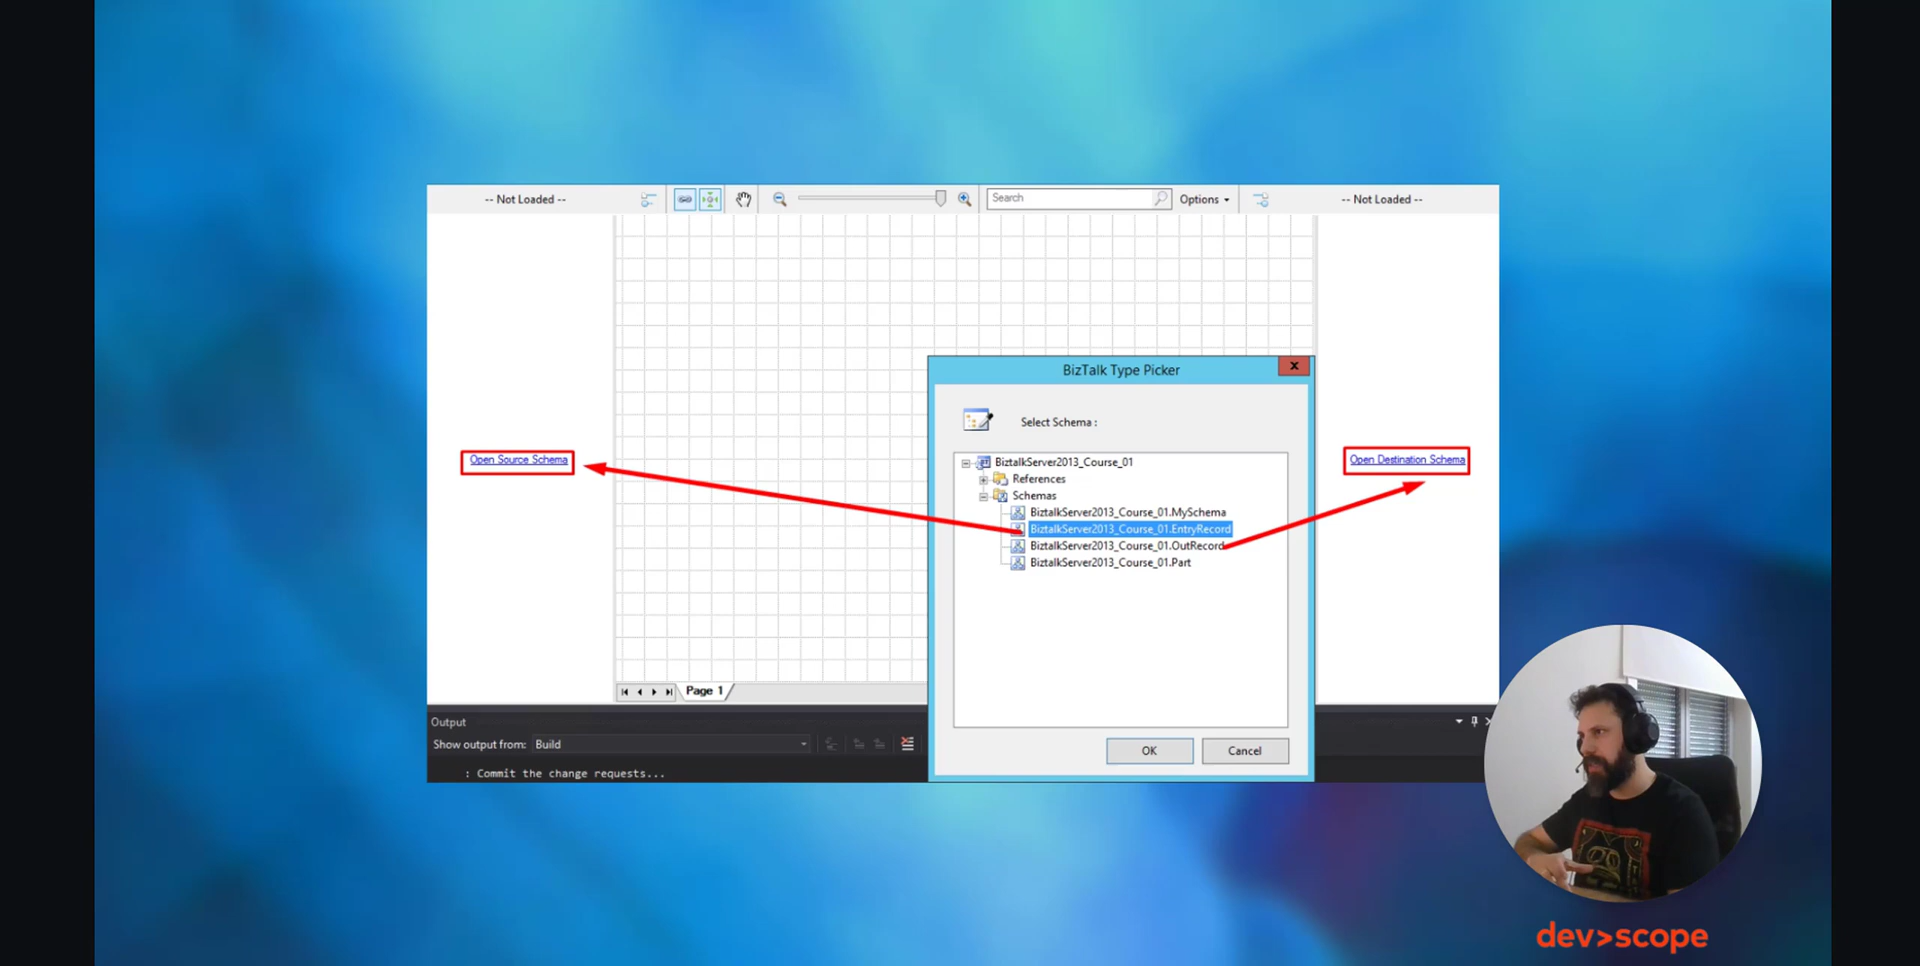 -- Not Loaded --
Search
Options
-- Not Loaded --
BizTalk Type Picker
Select Schema :
BiztalkServer2013_Course_01
References
Schemas
BiztalkServer2013_Course_01.MySchema
BiztalkServer2013_Course_01.EntryRecord
BiztalkServer2013_Course_01.OutRecord
BiztalkServer2013_Course_01.Part
OK
Cancel
Open Source Schema
Open Destination Schema
Page 1
Output
Show output from: Build
: Commit the change requests...
dev>scope